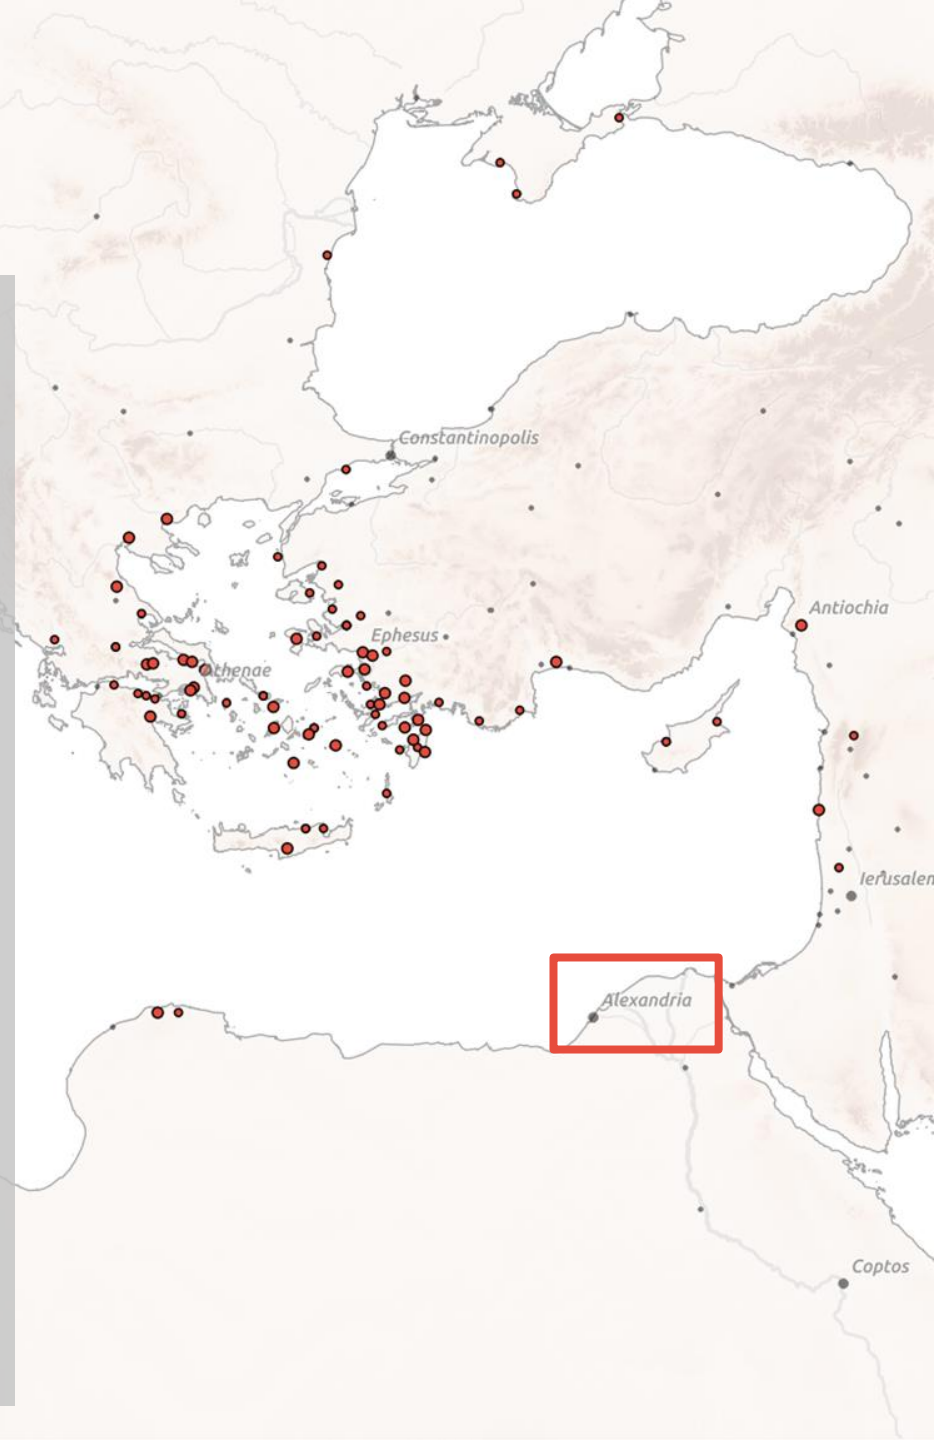 Constantinopolis
Antiochia
Ephesus
Athenae
Ierusalem
Alexandria
Coptos